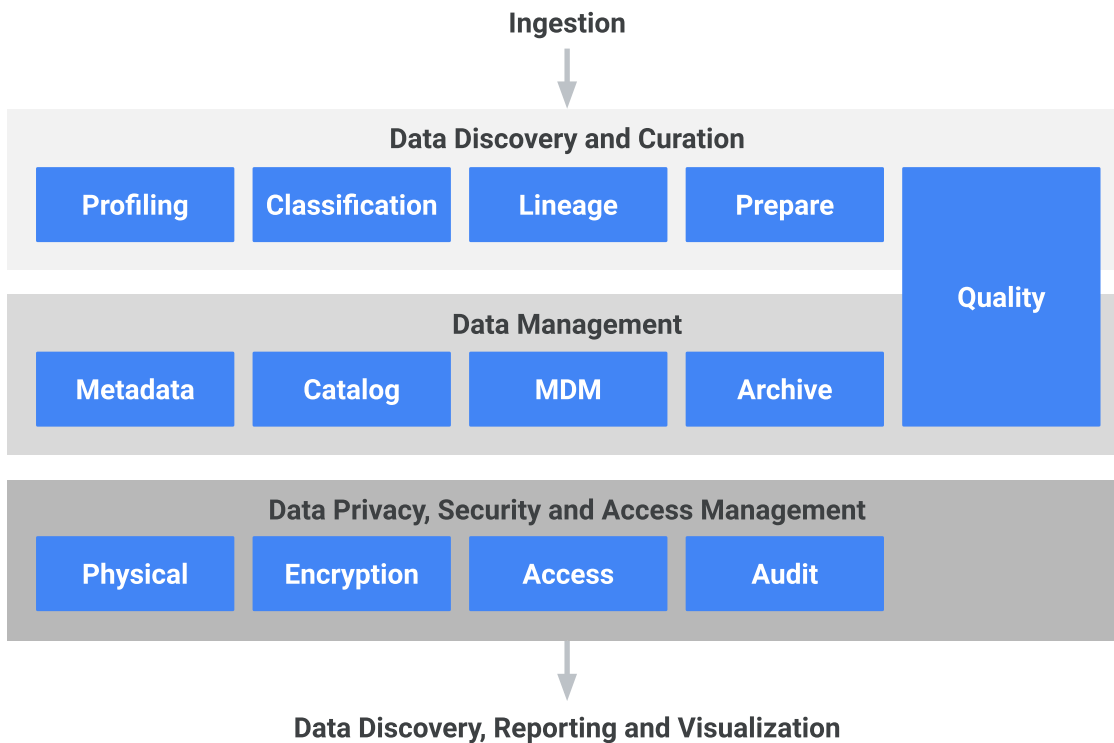 Ingestion
Data Discovery and Curation
Profiling
Classification
Lineage
Prepare
Quality
Data Management
Metadata
Catalog
MDM
Archive
Data Privacy, Security and Access Management
Physical
Encryption
Access
Audit
Data Discovery, Reporting and Visualization